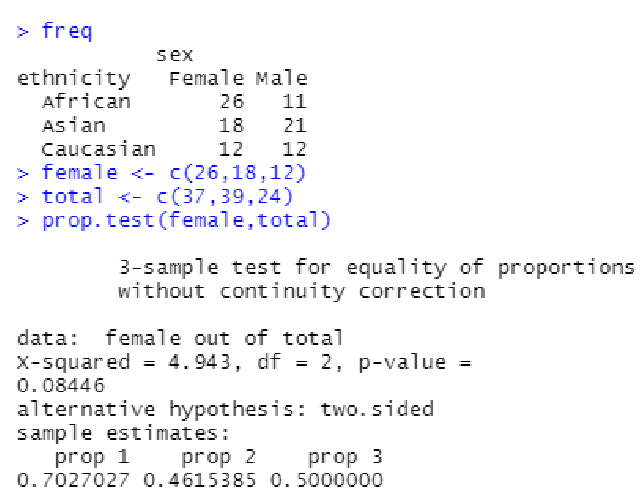 > freq
sex
ethnicity Female Male
African 26 11
Asian 18 21
Caucasian 12 12
> female <- c(26,18,12)
> total <- c(37,39,24)
> prop.test(female,total)
3-sample test for equality of proportions
without continuity correction
data: female out of total
X-squared = 4.943, df = 2, p-value =
0.08446
alternative hypothesis: two.sided
sample estimates:
prop 1 prop 2 prop 3
0.7027027 0.4615385 0.5000000